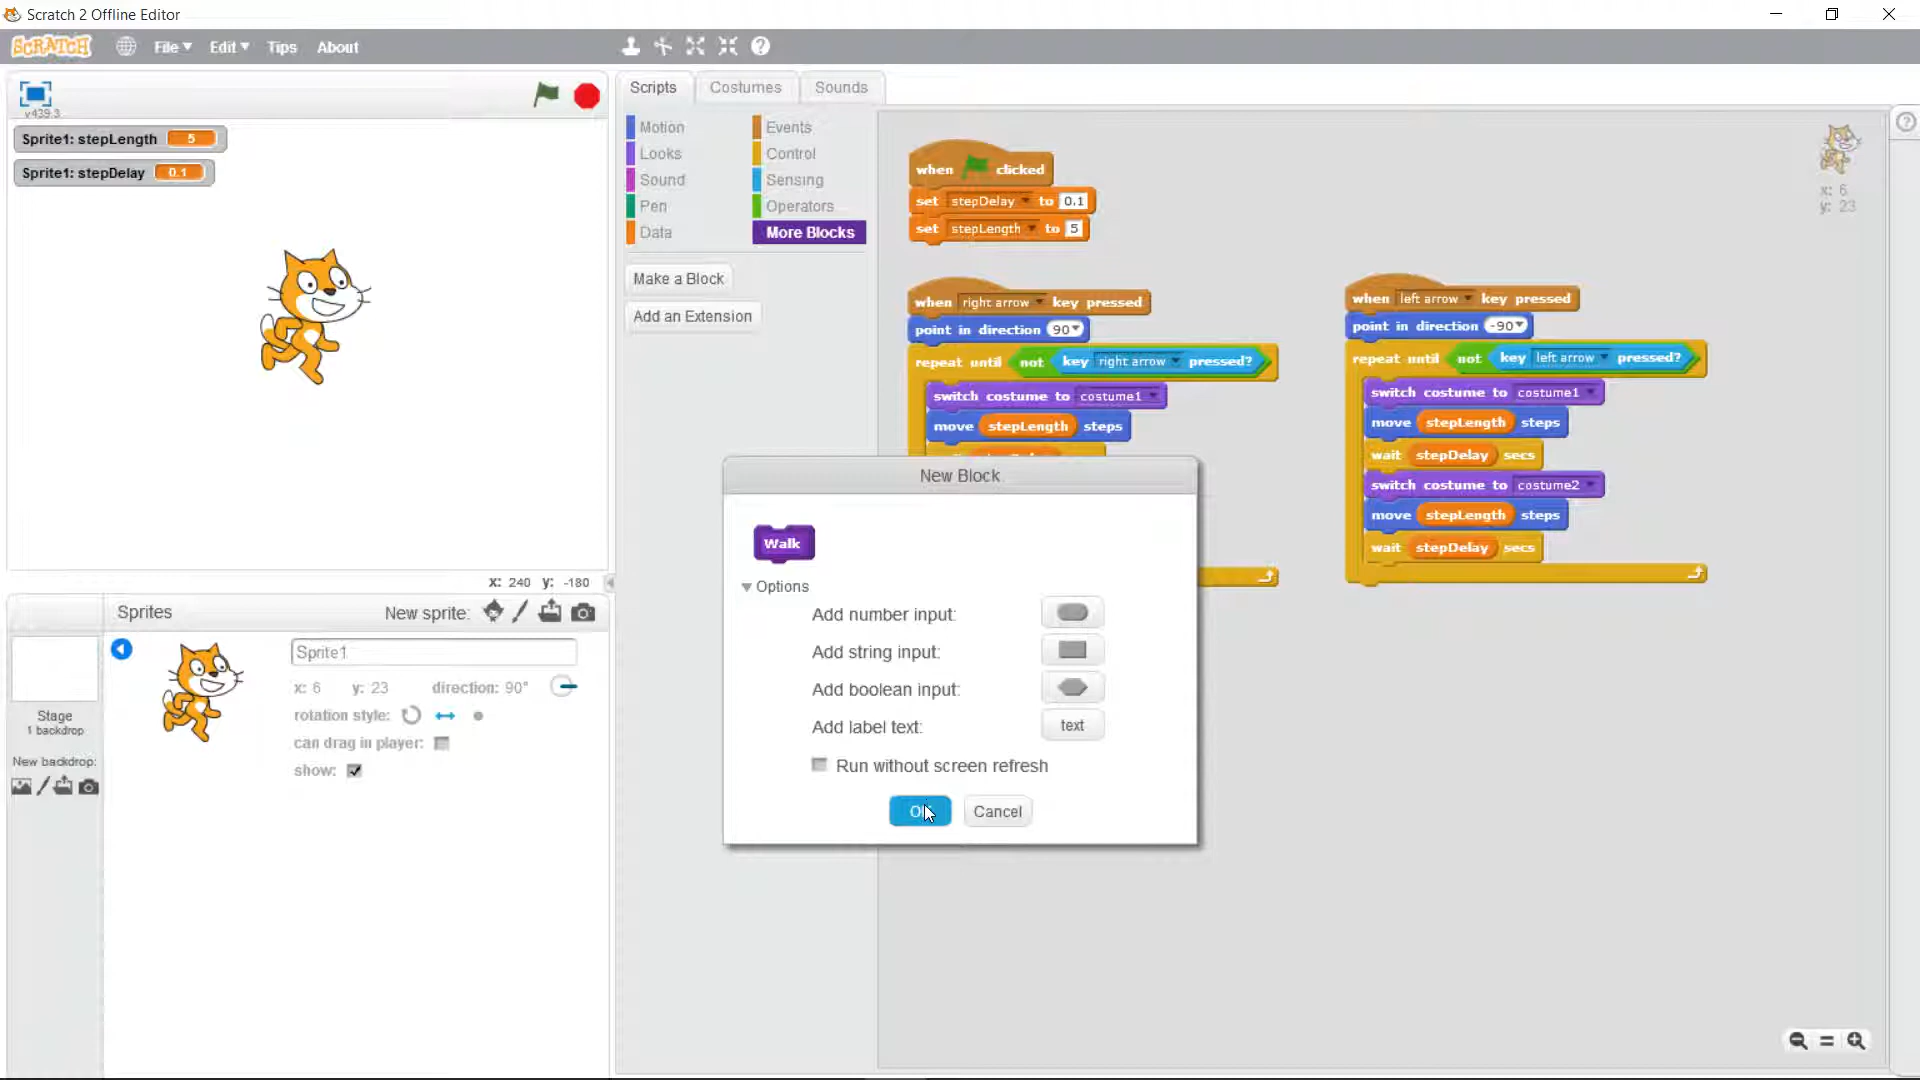 Scratch 2 Offline Editor
SCRATCH File Edit Tips About
v439.3
Sprite1: stepLength 5
Sprite1: stepDelay 0.1
x: 240 y: -180
Sprites New sprite:
Sprite1
x: 6 y: 23 direction: 90°
rotation style:
can drag in player:
show:
Stage
1 backdrop
New backdrop:
Scripts Costumes Sounds
Motion Events
Looks Control
Sound Sensing
Pen Operators
Data More Blocks
Make a Block
Add an Extension
when clicked
set stepDelay to 0.1
set stepLength to 5
when right arrow key pressed
point in direction 90
repeat until not key right arrow pressed?
switch costume to costume1
move stepLength steps
when left arrow key pressed
point in direction -90
repeat until not key left arrow pressed?
switch costume to costume1
move stepLength steps
wait stepDelay secs
switch costume to costume2
move stepLength steps
wait stepDelay secs
x: 6
y: 23
New Block
Walk
Options
Add number input:
Add string input:
Add boolean input:
Add label text: text
Run without screen refresh
OK Cancel